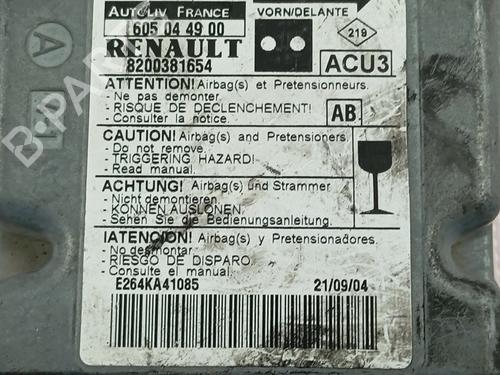 AUTOLIV FRANCE
VORN/DELANTE
605 04 49 00
219
RENAULT
8200381654
ACU3
ATTENTION! Airbag(s) et Pretensionneurs.
- Ne pas demonter.
- RISQUE DE DECLENCHEMENT!
- Consulter la notice.
AB
CAUTION! Airbag(s) and Pretensioners.
- Do not remove.
- TRIGGERING HAZARD!
- Read manual.
ACHTUNG! Airbag(s) und Strammer
- Nicht demontieren.
- KONNEN AUSLONEN.
- Sehen Sie die Bedienungsanleitung.
!ATENCION! Airbag(s) y Pretensionadores.
- No desmontar.
- RIESGO DE DISPARO.
- Consulte el manual.
E264KA41085
21/09/04
A